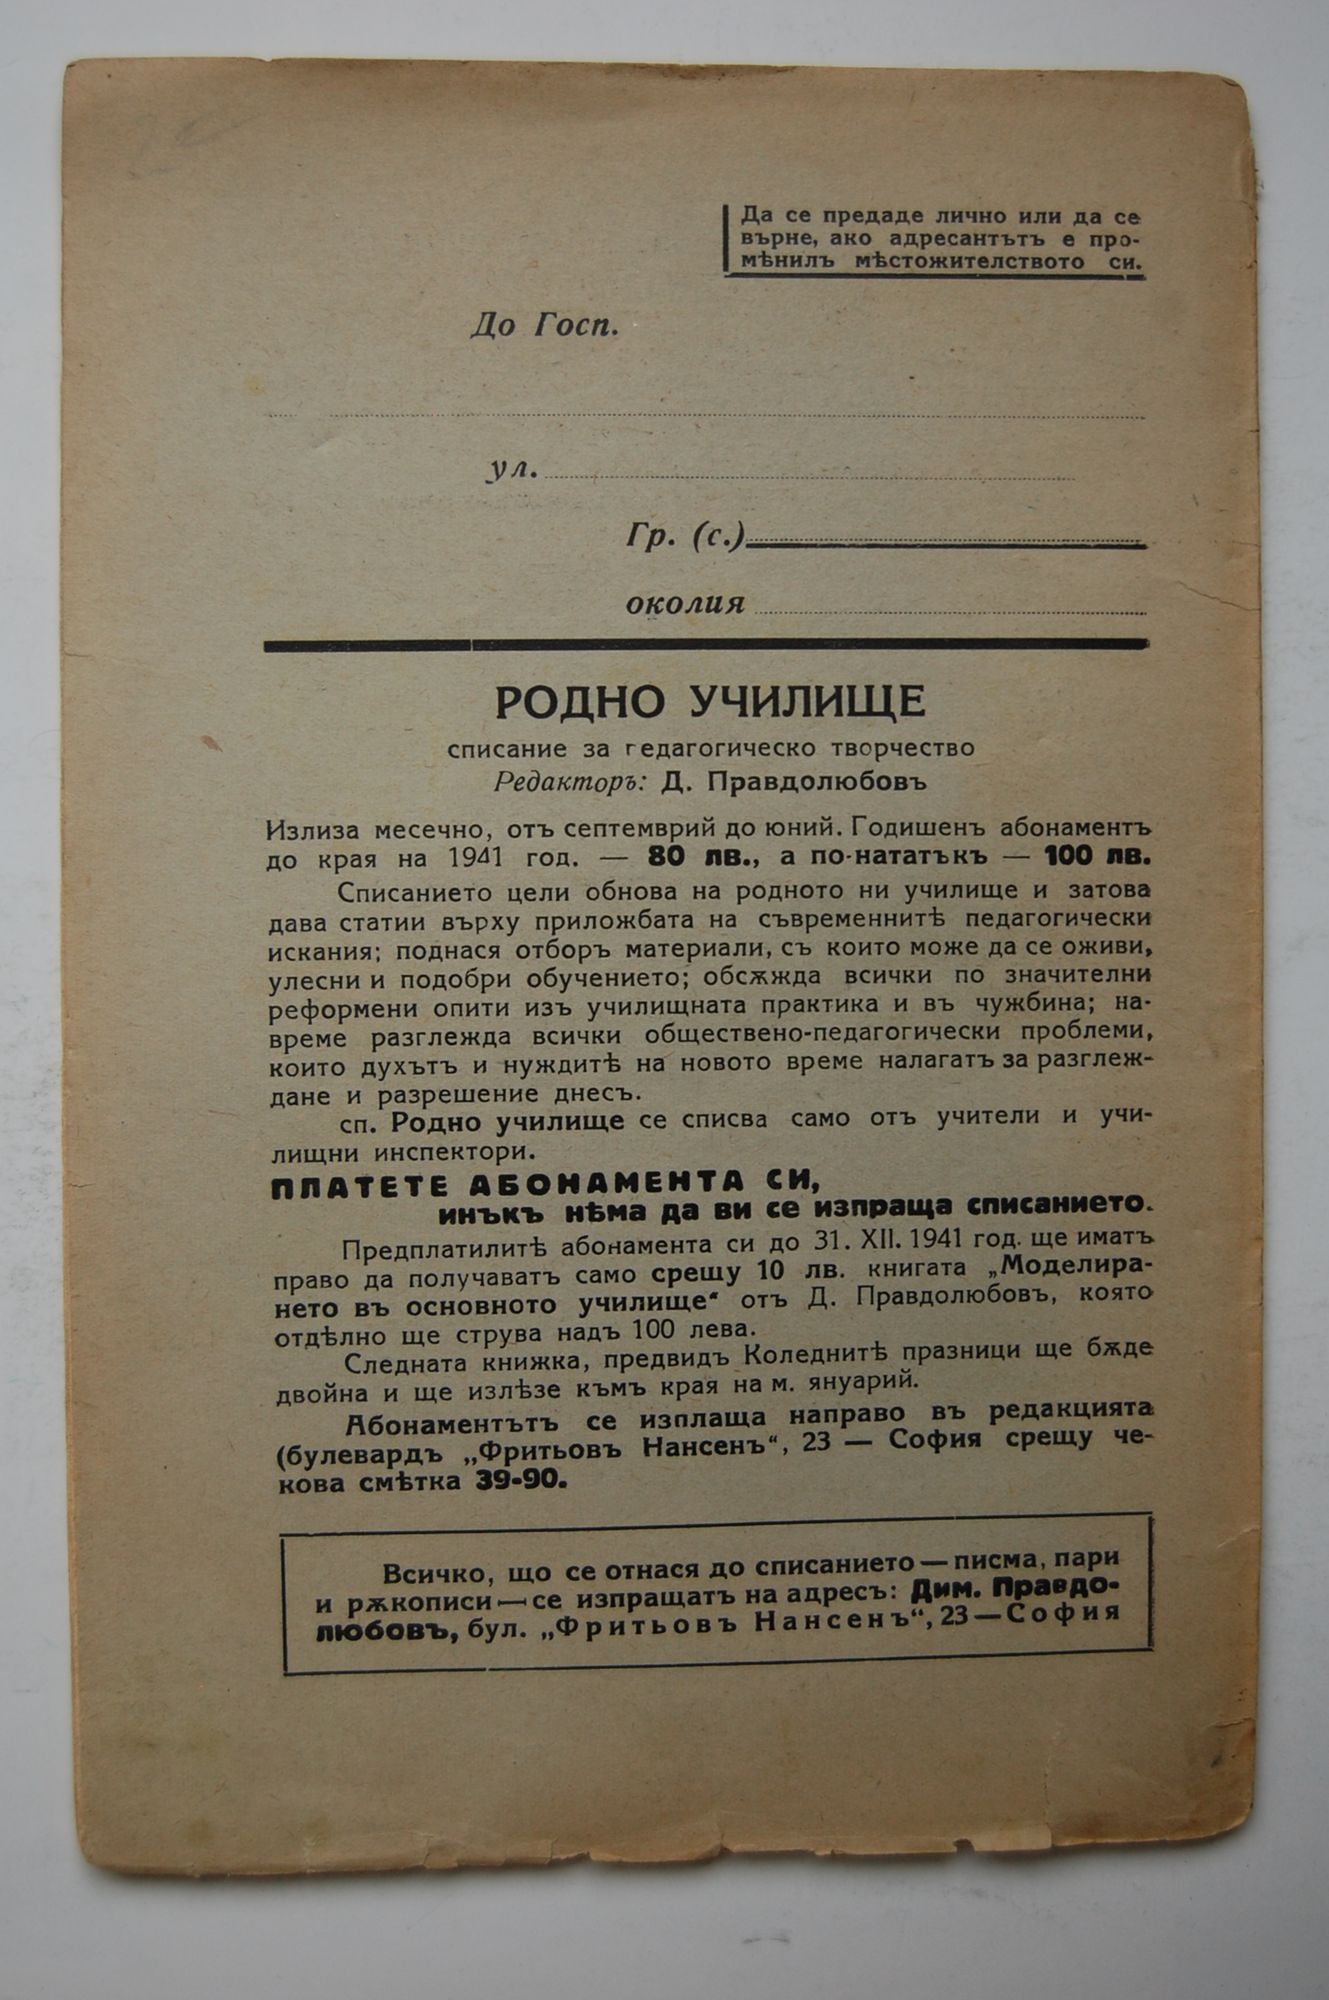 Да се предаде лично или да се
върне, ако адресантътъ е про-
мѣнилъ мѣстожителството си.
До Госп.
ул.
Гр. (с.)
околия
РОДНО УЧИЛИЩЕ
списание за педагогическо творчество
Редакторъ: Д. Правдолюбовъ
Излиза месечно, отъ септемврий до юний. Годишенъ абонаментъ
до края на 1941 год. — 80 лв., а по-нататъкъ — 100 лв.
Списанието цели обнова на родното ни училище и затова
дава статии върху приложбата на съвременнитѣ педагогически
искания; поднася отборъ материали, съ които може да се оживи,
улесни и подобри обучението; обсѫжда всички по значителни
реформени опити изъ училищната практика и въ чужбина; на-
време разглежда всички обществено-педагогически проблеми,
които духътъ и нуждитѣ на новото време налагатъ за разглеж-
дане и разрешение днесъ.
сп. Родно училище се списва само отъ учители и учи-
лищни инспектори.
ПЛАТЕТЕ АБОНАМЕНТА СИ,
инъкъ нѣма да ви се изпраща списанието.
Предплатилитѣ абонамента си до 31. XII. 1941 год. ще иматъ
право да получаватъ само срещу 10 лв. книгата „Моделира-
нето въ основното училище“ отъ Д. Правдолюбовъ, която
отдѣлно ще струва надъ 100 лева.
Следната книжка, предвидъ Коледнитѣ празници ще бѫде
двойна и ще излѣзе къмъ края на м. януарий.
Абонаментътъ се изплаща направо въ редакцията
(булевардъ „Фритьовъ Нансенъ“, 23 — София срещу че-
кова смѣтка 39-90.
Всичко, що се отнася до списанието — писма, пари
и рѫкописи — се изпращатъ на адресъ: Дим. Правдо-
любовъ, бул. „Фритьовъ Нансенъ“, 23 — София